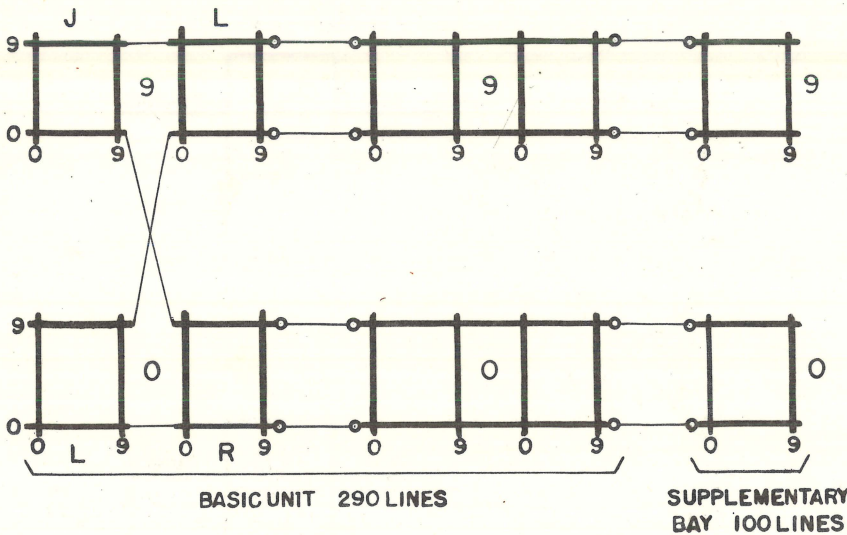 J L
9
9 9 9
0
0 9 0 9 0 9 0 9 0 9
9
0 0 0
0
0 9 0 9 0 9 0 9 0 9
L R
BASIC UNIT 290 LINES
SUPPLEMENTARY
BAY 100 LINES